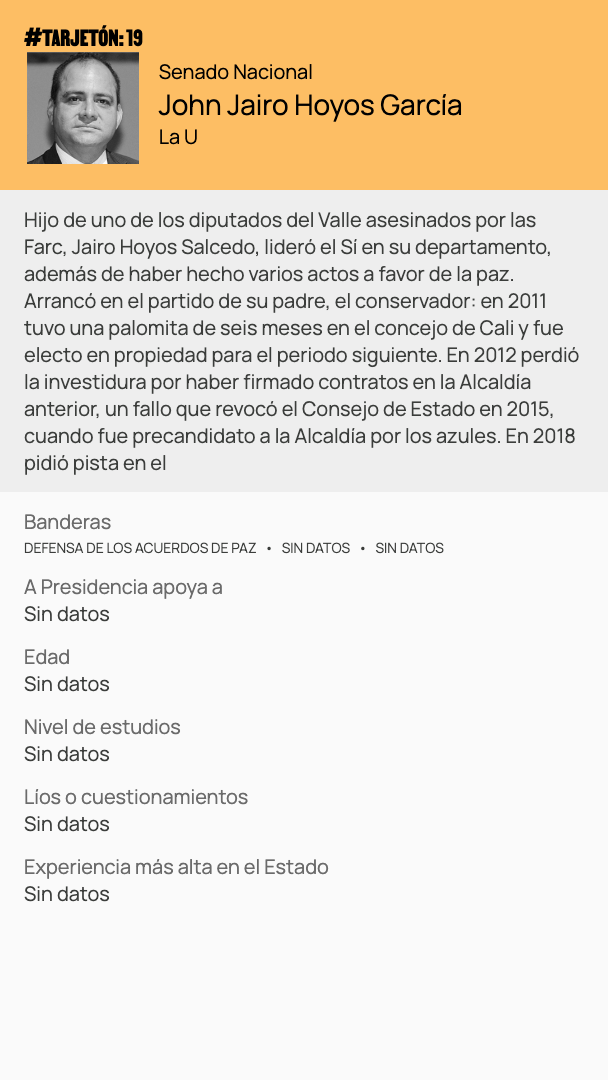 #TARJETÓN: 19
Senado Nacional
John Jairo Hoyos García
La U
Hijo de uno de los diputados del Valle asesinados por las
Farc, Jairo Hoyos Salcedo, lideró el Sí en su departamento,
además de haber hecho varios actos a favor de la paz.
Arrancó en el partido de su padre, el conservador: en 2011
tuvo una palomita de seis meses en el concejo de Cali y fue
electo en propiedad para el periodo siguiente. En 2012 perdió
la investidura por haber firmado contratos en la Alcaldía
anterior, un fallo que revocó el Consejo de Estado en 2015,
cuando fue precandidato a la Alcaldía por los azules. En 2018
pidió pista en el
Banderas
DEFENSA DE LOS ACUERDOS DE PAZ • SIN DATOS • SIN DATOS
A Presidencia apoya a
Sin datos
Edad
Sin datos
Nivel de estudios
Sin datos
Líos o cuestionamientos
Sin datos
Experiencia más alta en el Estado
Sin datos